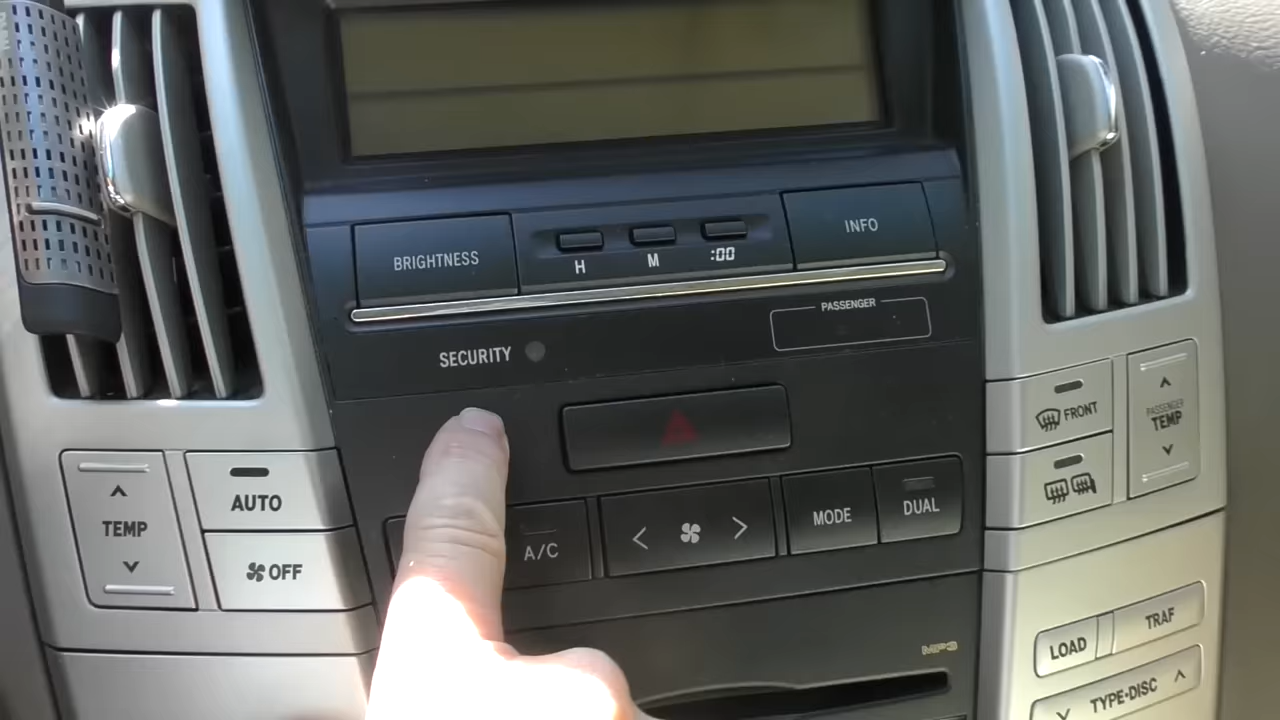 BRIGHTNESS
H
M
:00
INFO
PASSENGER
SECURITY
FRONT
PASSENGER
TEMP
TEMP
AUTO
OFF
A/C
MODE
DUAL
MP3
LOAD
TRAF
TYPE•DISC